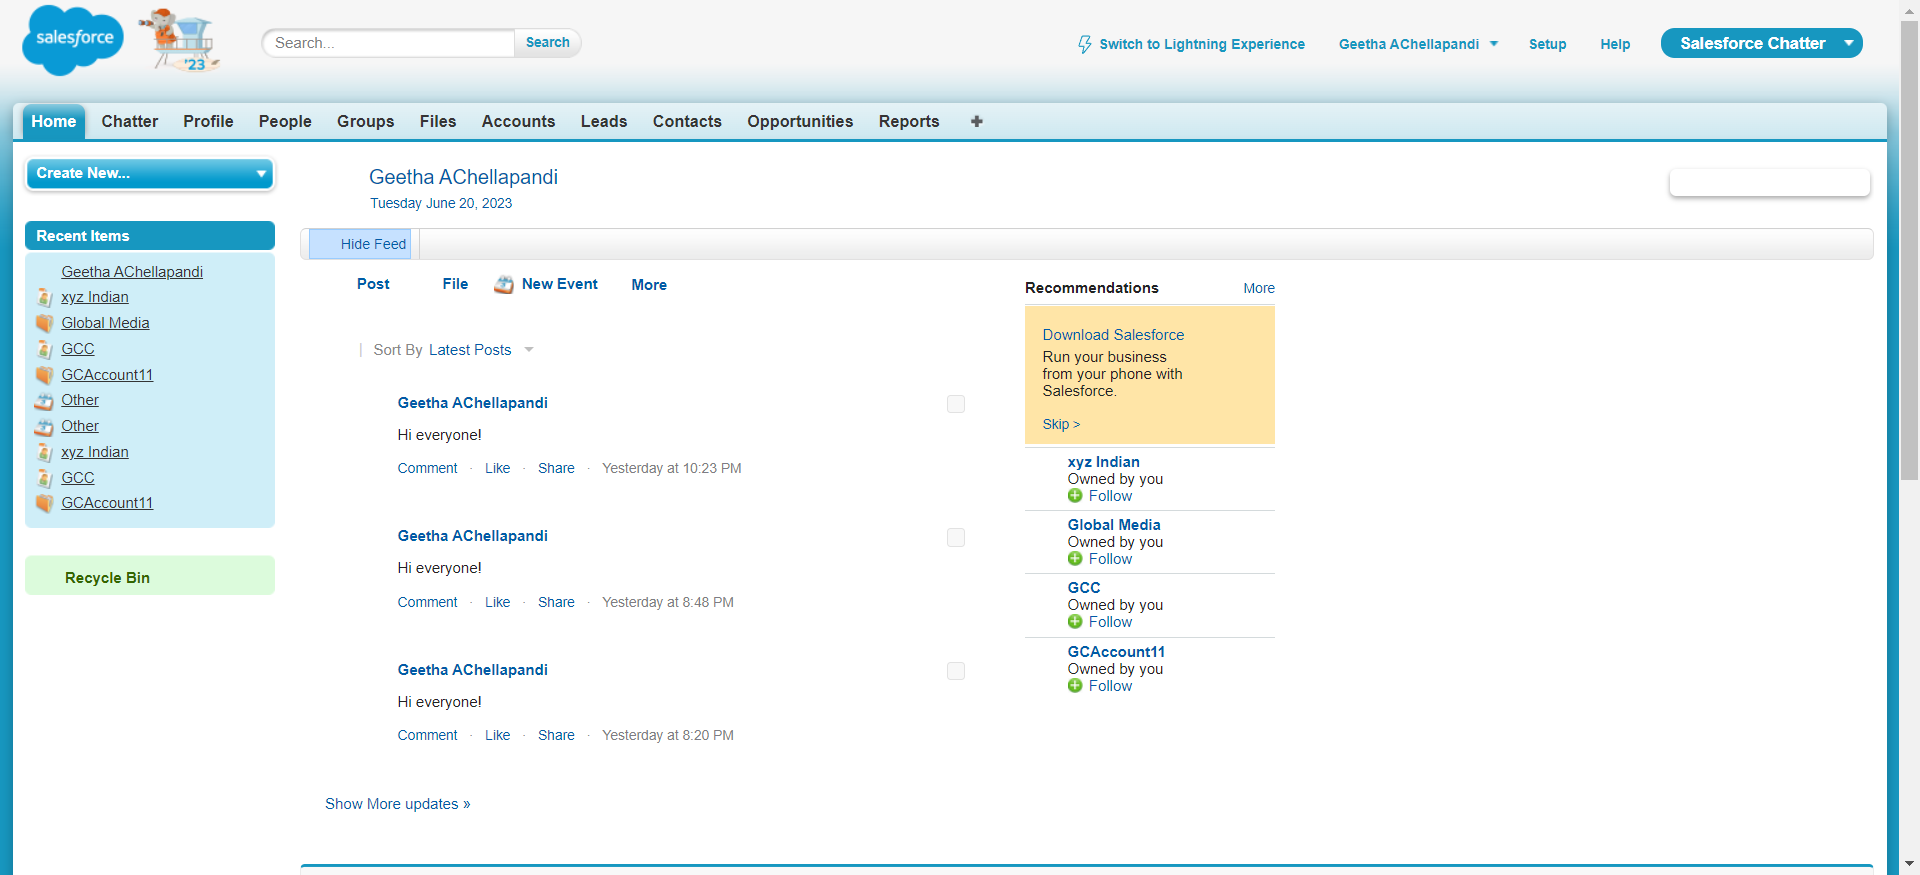 salesforce
'23
Search...
Search
Switch to Lightning Experience
Geetha AChellapandi
Setup
Help
Salesforce Chatter
Home
Chatter
Profile
People
Groups
Files
Accounts
Leads
Contacts
Opportunities
Reports
Create New...
Recent Items
Geetha AChellapandi
xyz Indian
Global Media
GCC
GCAccount11
Other
Other
xyz Indian
GCC
GCAccount11
Recycle Bin
Geetha AChellapandi
Tuesday June 20, 2023
Hide Feed
Post
File
New Event
More
| Sort By Latest Posts
Geetha AChellapandi
Hi everyone!
Comment · Like · Share · Yesterday at 10:23 PM
Geetha AChellapandi
Hi everyone!
Comment · Like · Share · Yesterday at 8:48 PM
Geetha AChellapandi
Hi everyone!
Comment · Like · Share · Yesterday at 8:20 PM
Show More updates »
Recommendations
More
Download Salesforce
Run your business
from your phone with
Salesforce.
Skip >
xyz Indian
Owned by you
Follow
Global Media
Owned by you
Follow
GCC
Owned by you
Follow
GCAccount11
Owned by you
Follow